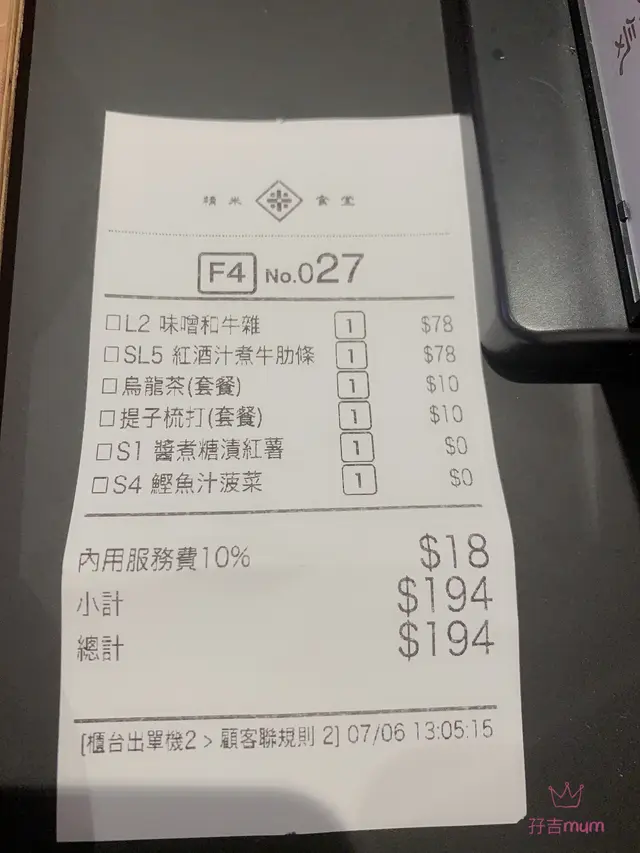 積米 食堂
F4 No.027
□L2 味噌和牛雜 1 $78
□SL5 紅酒汁煮牛肋條 1 $78
□烏龍茶(套餐) 1 $10
□提子梳打(套餐) 1 $10
□S1 醬煮糖漬紅薯 1 $0
□S4 鰹魚汁菠菜 1 $0
內用服務費10% $18
小計 $194
總計 $194
[櫃台出單機2 > 顧客聯規則 2] 07/06 13:05:15
孖吉mym